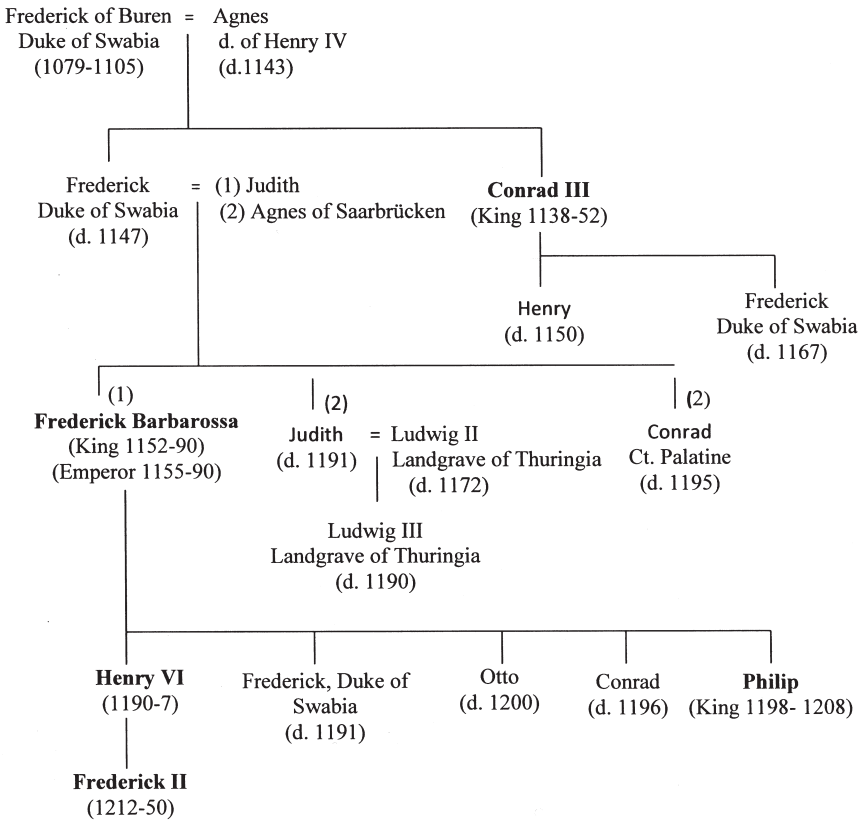 Frederick of Buren = Agnes
Duke of Swabia d. of Henry IV
(1079-1105) (d.1143)
Frederick = (1) Judith
Duke of Swabia (2) Agnes of Saarbrücken
(d. 1147)
Conrad III
(King 1138-52)
Henry
(d. 1150)
Frederick
Duke of Swabia
(d. 1167)
(1)
Frederick Barbarossa
(King 1152-90)
(Emperor 1155-90)
(2)
Judith = Ludwig II
(d. 1191) Landgrave of Thuringia
(d. 1172)
(2)
Conrad
Ct. Palatine
(d. 1195)
Ludwig III
Landgrave of Thuringia
(d. 1190)
Henry VI
(1190-7)
Frederick, Duke of
Swabia
(d. 1191)
Otto
(d. 1200)
Conrad
(d. 1196)
Philip
(King 1198- 1208)
Frederick II
(1212-50)